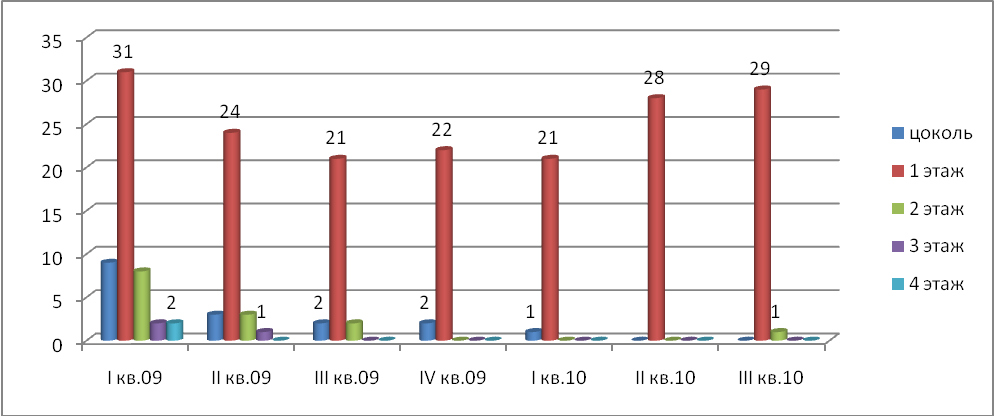 35
30
25
20
15
10
5
0
31
2
24
1
21
2
22
2
21
1
28
29
1
I кв.09
II кв.09
III кв.09
IV кв.09
I кв.10
II кв.10
III кв.10
цоколь
1 этаж
2 этаж
3 этаж
4 этаж